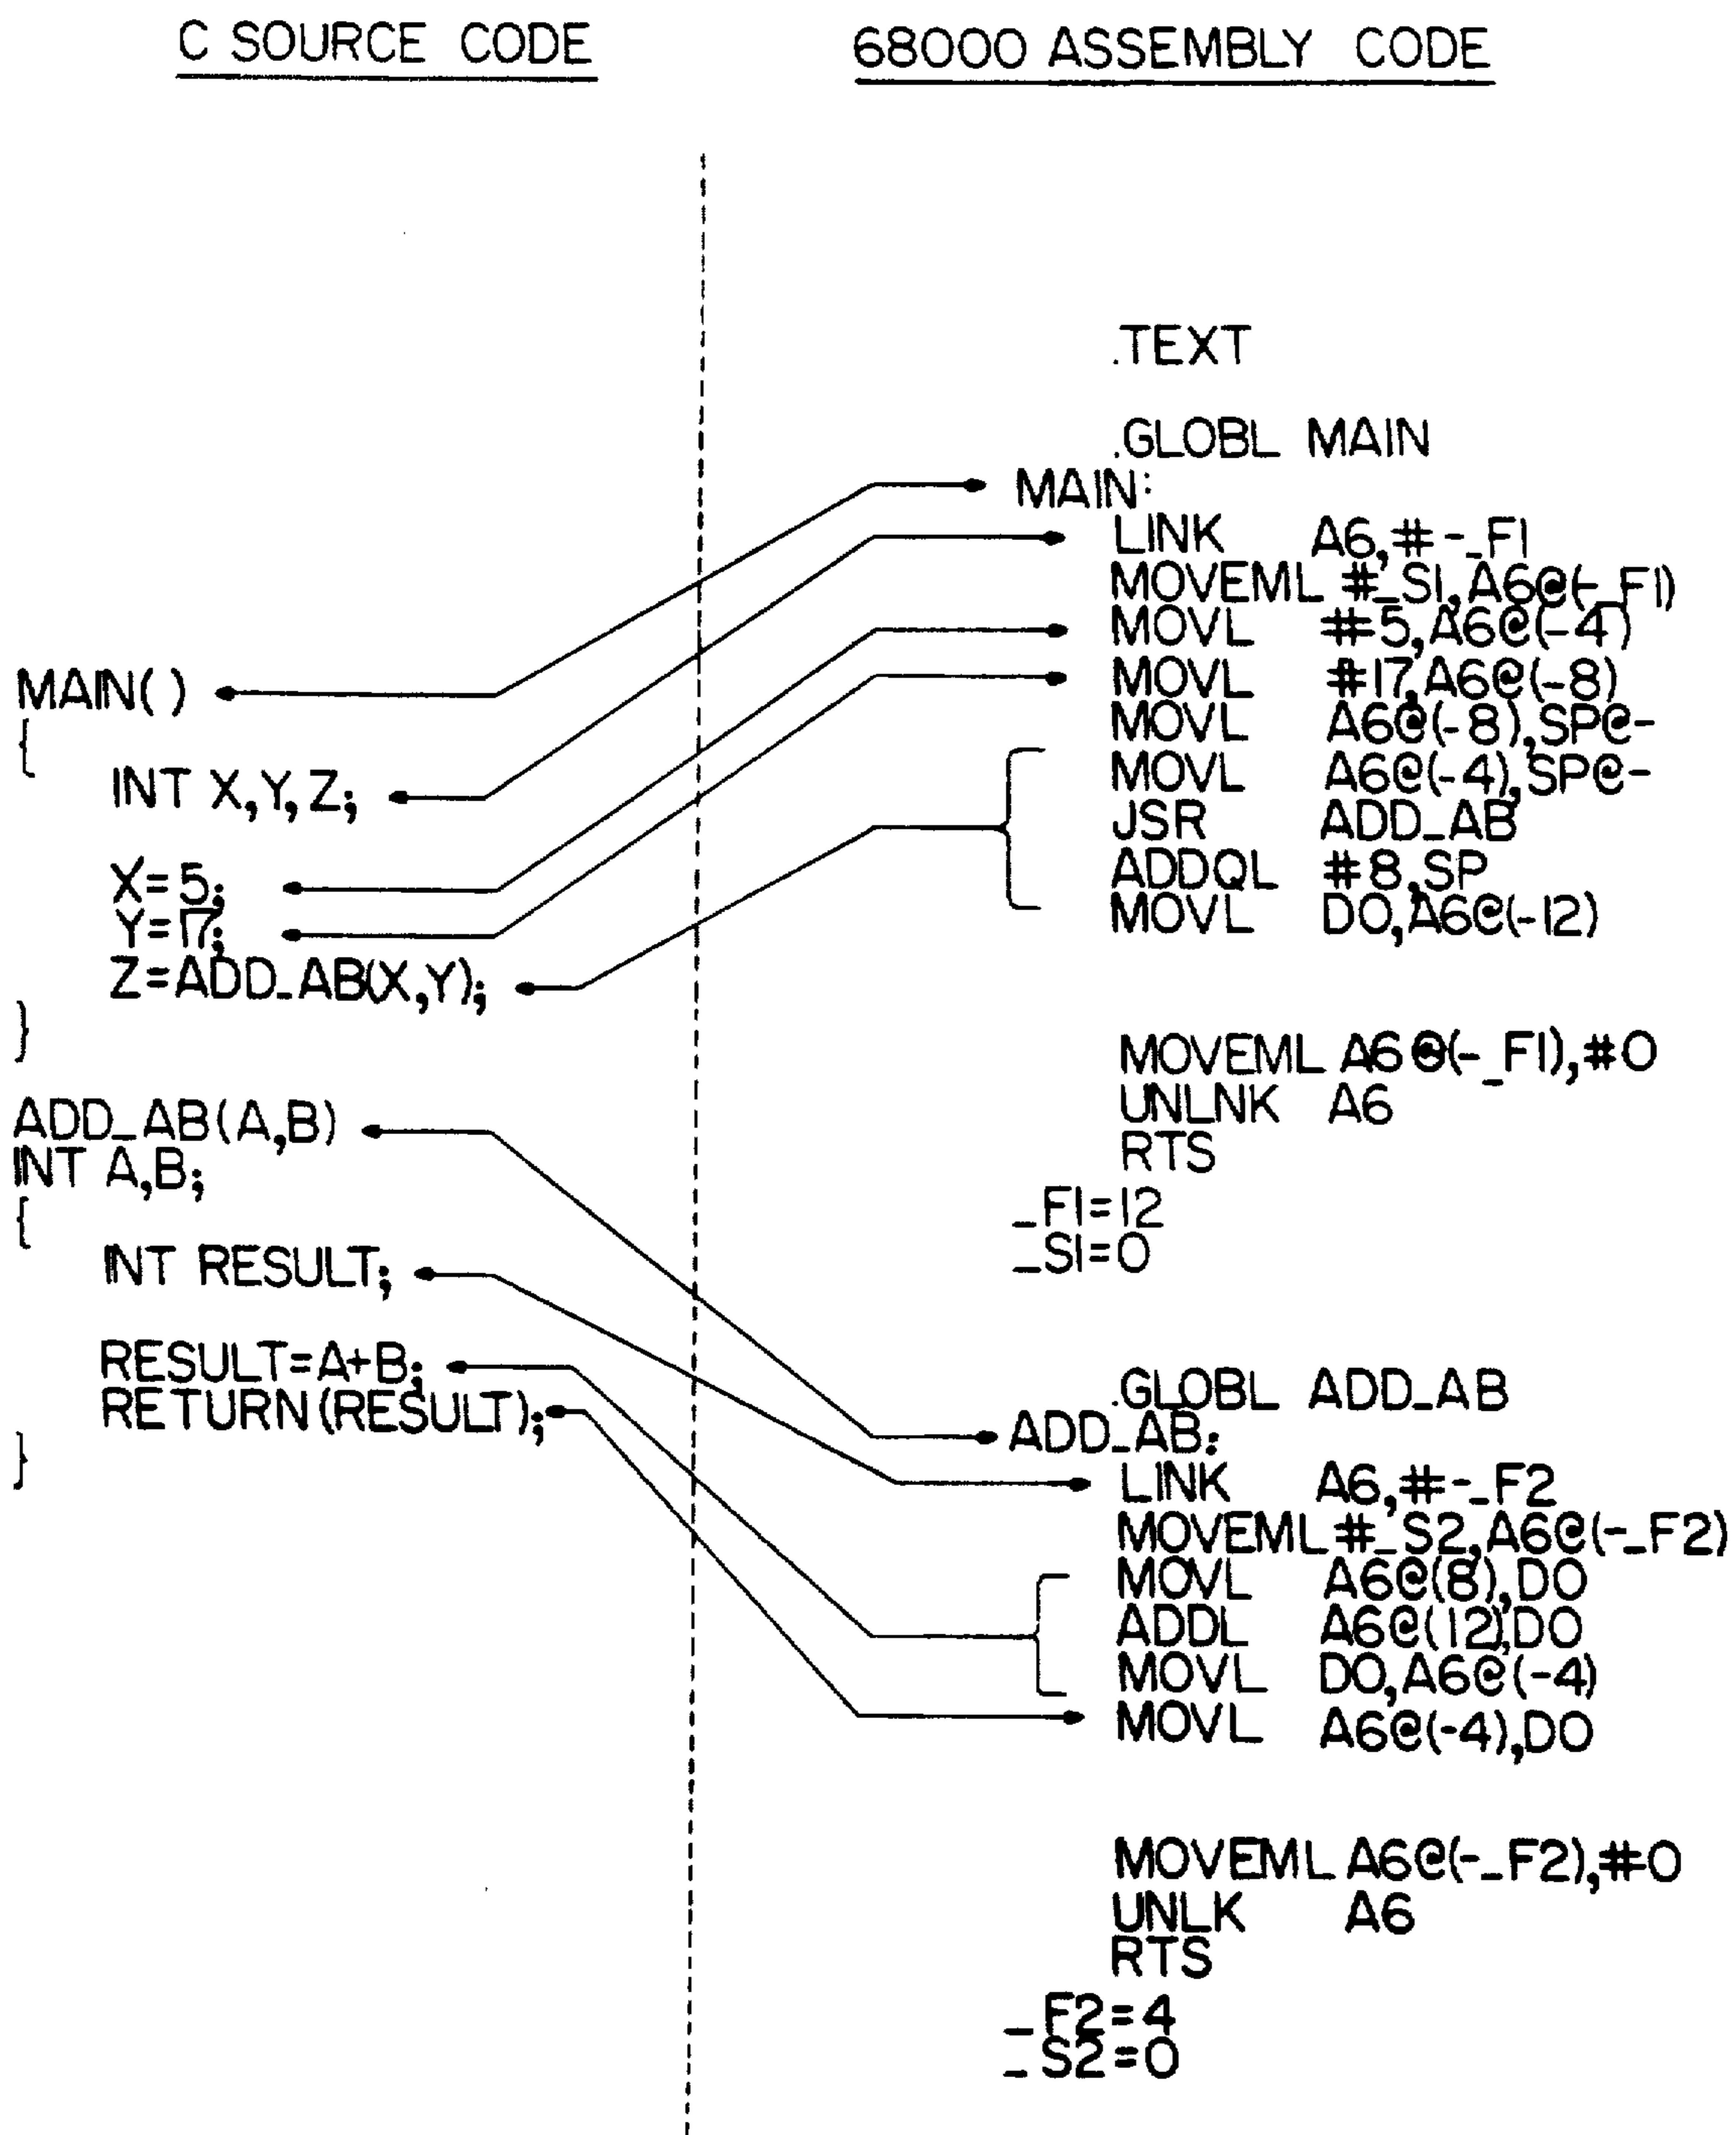 C SOURCE CODE
68000 ASSEMBLY CODE
MAIN()
{
INT X,Y,Z;
X=5;
Y=17;
Z=ADD_AB(X,Y);
}
ADD_AB(A,B)
INT A,B;
{
INT RESULT;
RESULT=A+B;
RETURN(RESULT);
}
.TEXT
.GLOBL MAIN
MAIN:
LINK A6,#-_F1
MOVEML #_S1,A6@(-_F1)
MOVL #5,A6@(-4)
MOVL #17,A6@(-8)
MOVL A6@(-8),SP@-
MOVL A6@(-4),SP@-
JSR ADD_AB
ADDQL #8,SP
MOVL D0,A6@(-12)
MOVEML A6@(-_F1),#0
UNLNK A6
RTS
_F1=12
_S1=0
.GLOBL ADD_AB
ADD_AB:
LINK A6,#-_F2
MOVEML #_S2,A6@(-_F2)
MOVL A6@(8),D0
ADDL A6@(12),D0
MOVL D0,A6@(-4)
MOVL A6@(-4),D0
MOVEML A6@(-_F2),#0
UNLK A6
RTS
_F2=4
_S2=0